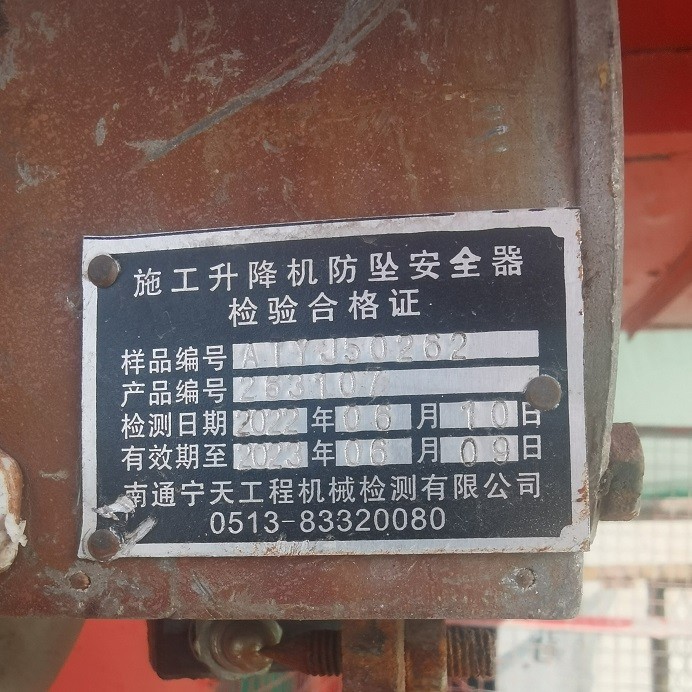 施工升降机防坠安全器
检验合格证
样品编号 ATYJ50262
产品编号 263107
检测日期 2022 年 06 月 10 日
有效期至 2023 年 06 月 09 日
南通宁天工程机械检测有限公司
0513-83320080